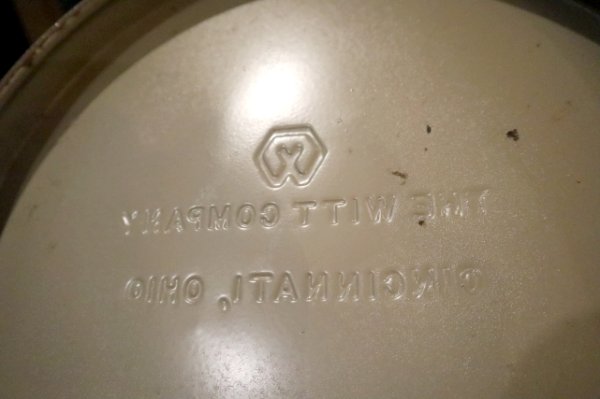 W
THE WITT COMPANY
CINCINNATI, OHIO